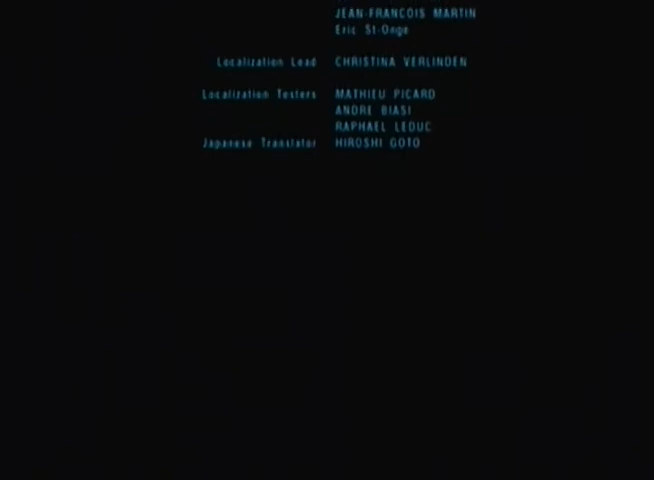 JEAN-FRANCOIS MARTIN
Eric St-Onge
Localization Lead CHRISTINA VERLINDEN
Localization Testers MATHIEU PICARD
ANDRE BIASI
RAPHAEL LEDUC
Japanese Translator HIROSHI GOTO